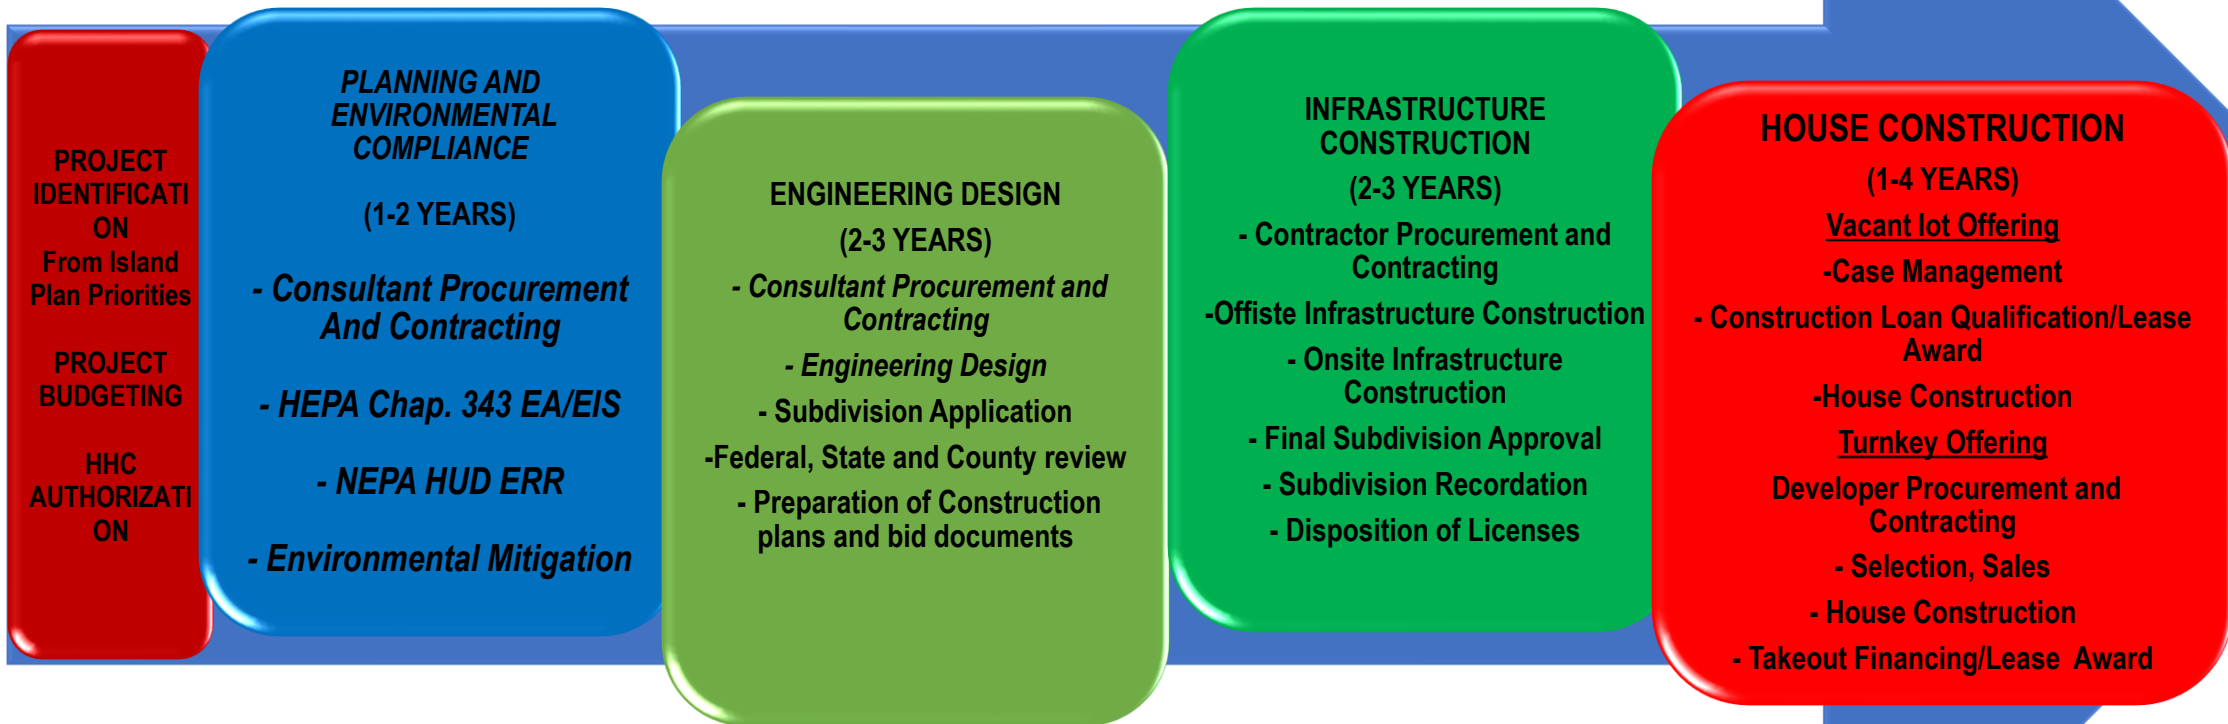 PROJECT
IDENTIFICATI
ON
From Island
Plan Priorities
PROJECT
BUDGETING
HHC
AUTHORIZATI
ON
PLANNING AND
ENVIRONMENTAL
COMPLIANCE
(1-2 YEARS)
- Consultant Procurement
And Contracting
- HEPA Chap. 343 EA/EIS
- NEPA HUD ERR
- Environmental Mitigation
ENGINEERING DESIGN
(2-3 YEARS)
- Consultant Procurement and
Contracting
- Engineering Design
- Subdivision Application
-Federal, State and County review
- Preparation of Construction
plans and bid documents
INFRASTRUCTURE
CONSTRUCTION
(2-3 YEARS)
- Contractor Procurement and
Contracting
-Offiste Infrastructure Construction
- Onsite Infrastructure
Construction
- Final Subdivision Approval
- Subdivision Recordation
- Disposition of Licenses
HOUSE CONSTRUCTION
(1-4 YEARS)
Vacant lot Offering
-Case Management
- Construction Loan Qualification/Lease
Award
-House Construction
Turnkey Offering
Developer Procurement and
Contracting
- Selection, Sales
- House Construction
- Takeout Financing/Lease Award